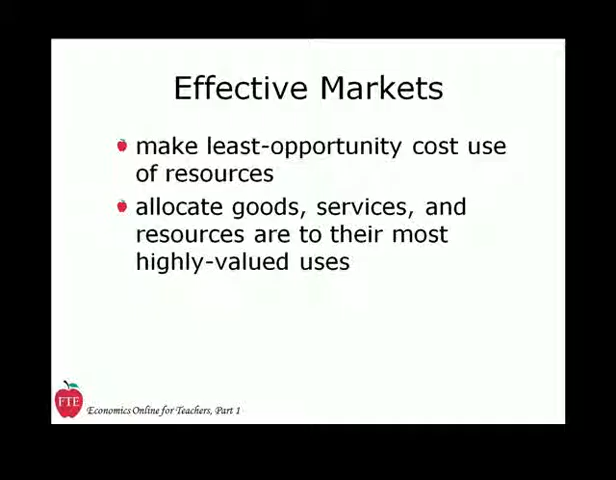 Effective Markets
make least-opportunity cost use
of resources
allocate goods, services, and
resources are to their most
highly-valued uses
FTE
Economics Online for Teachers, Part 1